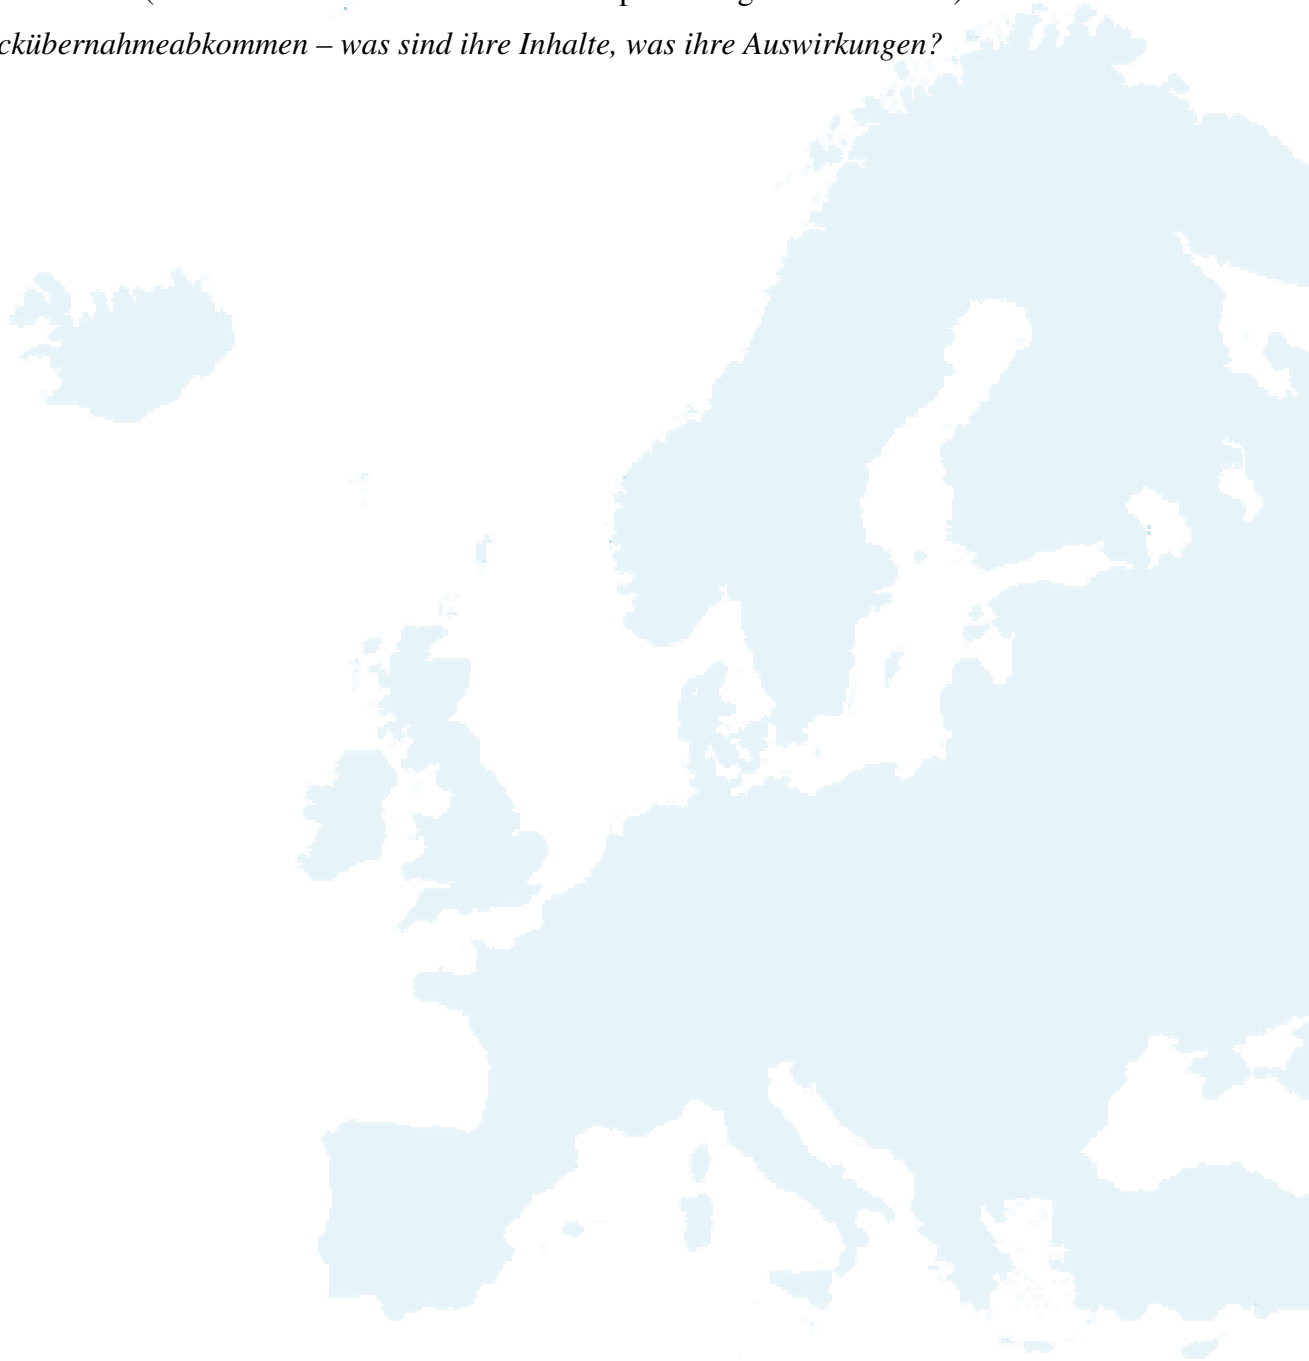 ckübernahmeabkommen – was sind ihre Inhalte, was ihre Auswirkungen?